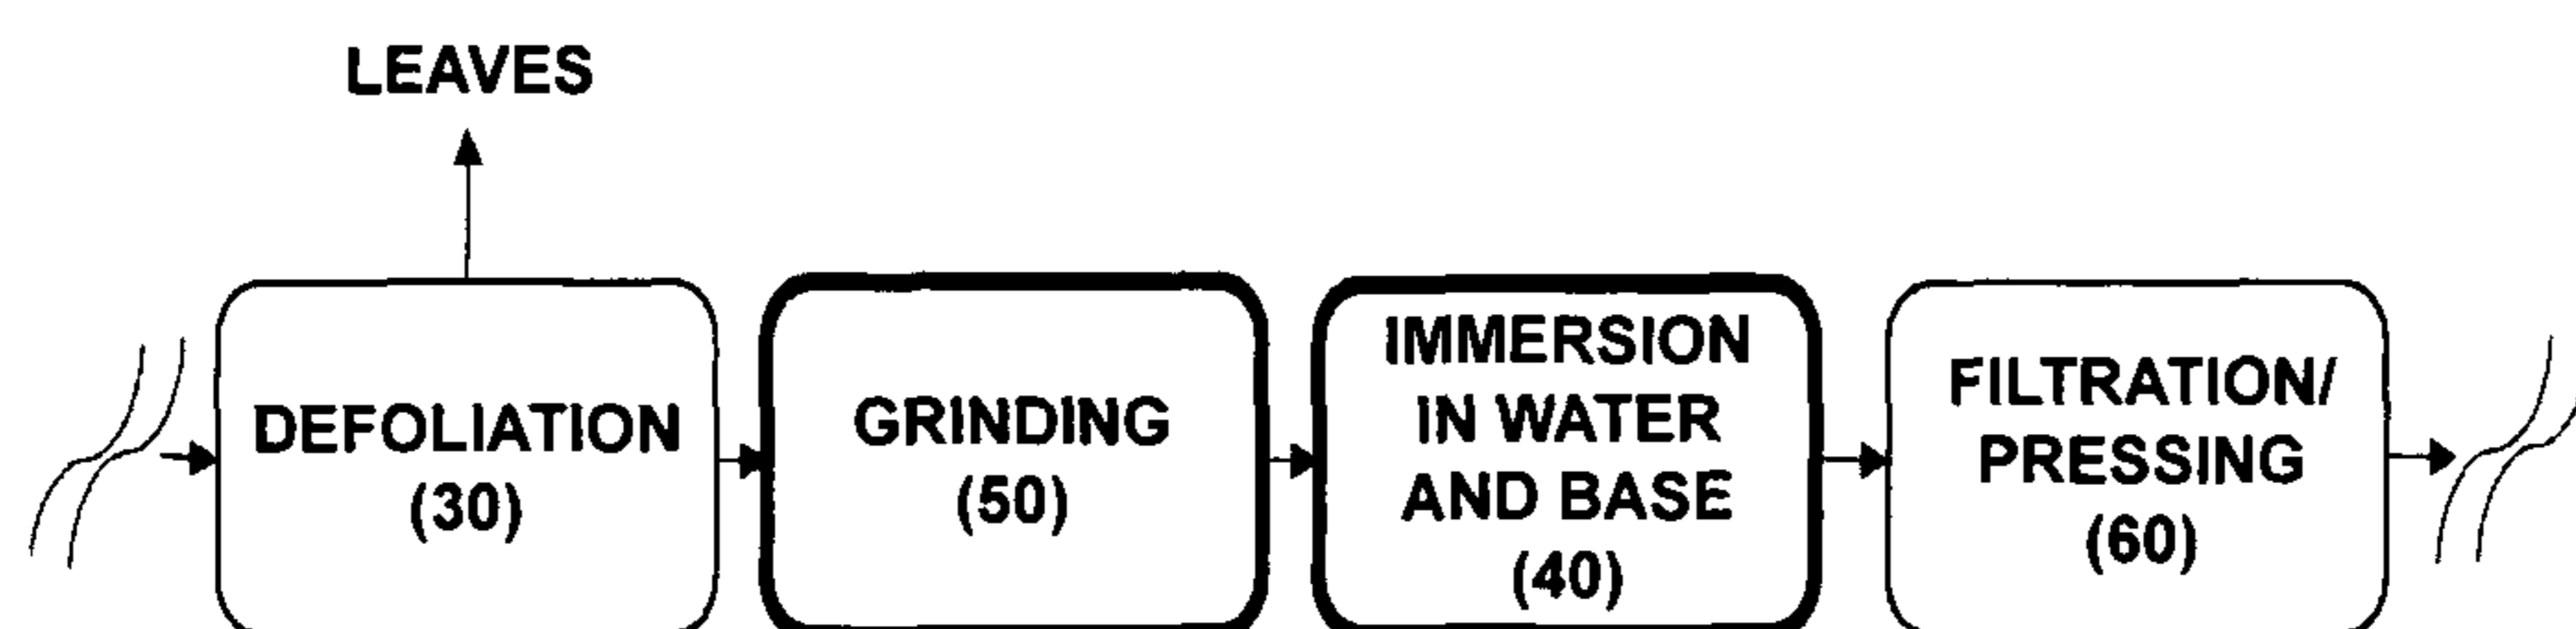 LEAVES
DEFOLIATION
(30)
GRINDING
(50)
IMMERSION
IN WATER
AND BASE
(40)
FILTRATION/
PRESSING
(60)